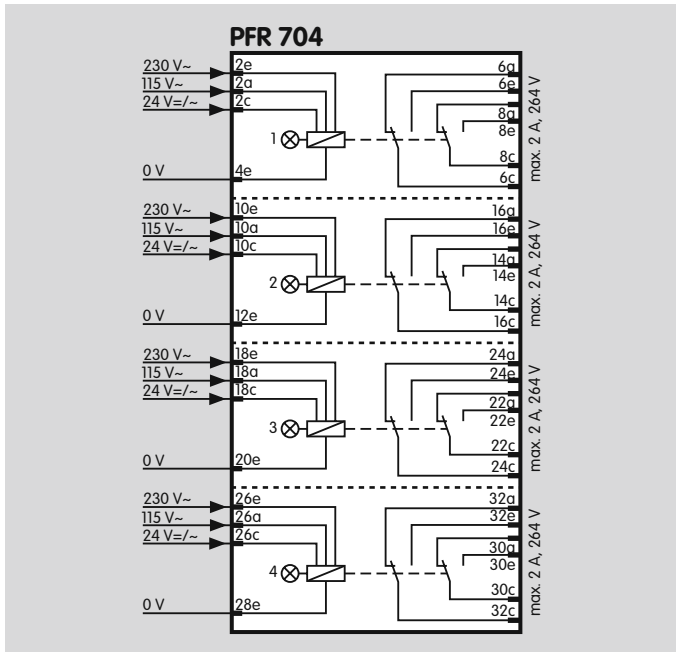 PFR 704
230 V~ 2e 6a
115 V~ 2a 6e
24 V=/~ 2c
8a
1 8e
8c
0 V 4e 6c
max. 2 A, 264 V
230 V~ 10e 16a
115 V~ 10a 16e
24 V=/~ 10c
14a
2 14e
14c
0 V 12e 16c
max. 2 A, 264 V
230 V~ 18e 24a
115 V~ 18a 24e
24 V=/~ 18c
22a
3 22e
22c
0 V 20e 24c
max. 2 A, 264 V
230 V~ 26e 32a
115 V~ 26a 32e
24 V=/~ 26c
30a
4 30e
30c
0 V 28e 32c
max. 2 A, 264 V